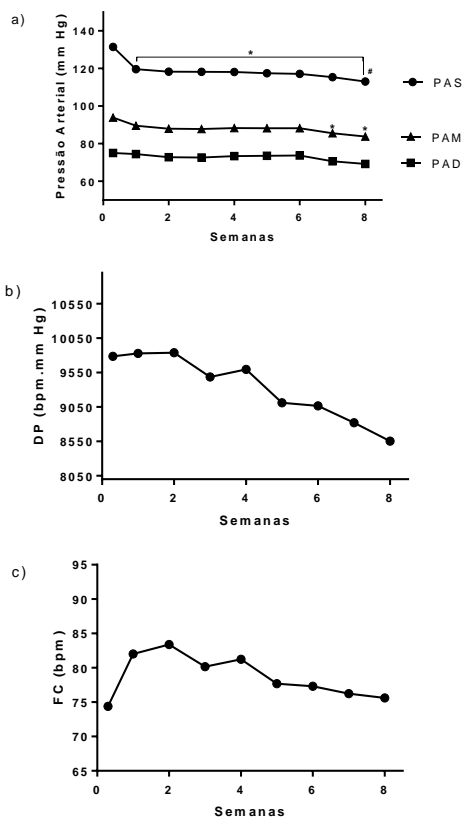 a)
Pressão Arterial (mm Hg)
140
120
100
80
60
*
#
* *
PAS
PAM
PAD
0 2 4 6 8
Semanas
b)
DP (bpm.mm Hg)
10550
10050
9550
9050
8550
8050
0 2 4 6 8
Semanas
c)
FC (bpm)
95
90
85
80
75
70
65
0 2 4 6 8
Semanas